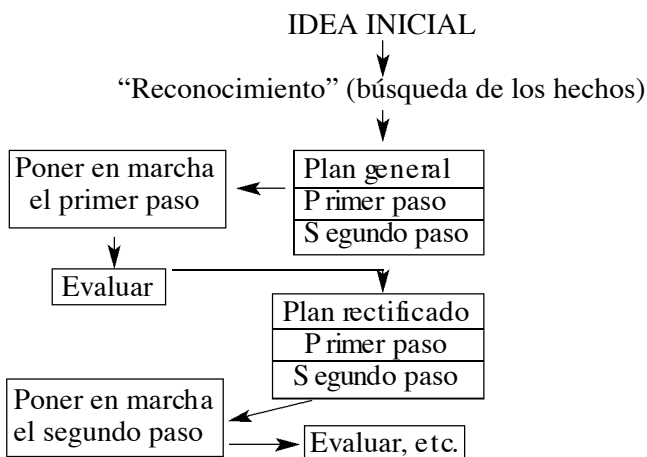 IDEA INICIAL
“Reconocimiento” (búsqueda de los hechos)
Poner en marcha
el primer paso
Plan general
Primer paso
Segundo paso
Evaluar
Plan rectificado
Primer paso
Segundo paso
Poner en marcha
el segundo paso
Evaluar, etc.